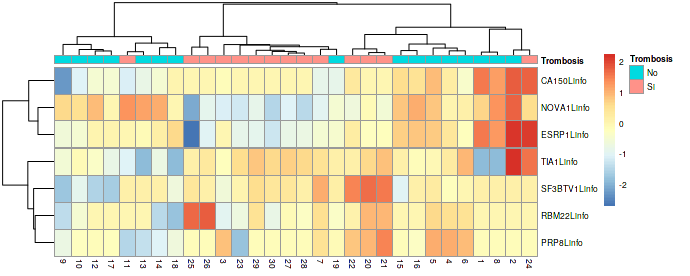 Trombosis
CA150Linfo
NOVA1Linfo
ESRP1Linfo
TIA1Linfo
SF3BTV1Linfo
RBM22Linfo
PRP8Linfo
9 10 12 17 11 13 14 18 25 26 3 23 29 30 27 28 7 19 22 20 21 15 16 5 4 6 1 8 2 24
2
1
0
-1
-2
Trombosis
No
Si